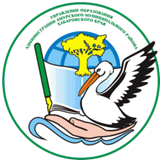 УПРАВЛЕНИЕ ОБРАЗОВАНИЯ
АДМИНИСТРАЦИИ АМУРСКОГО МУНИЦИПАЛЬНОГО РАЙОНА
ХАБАРОВСКОГО КРАЯ